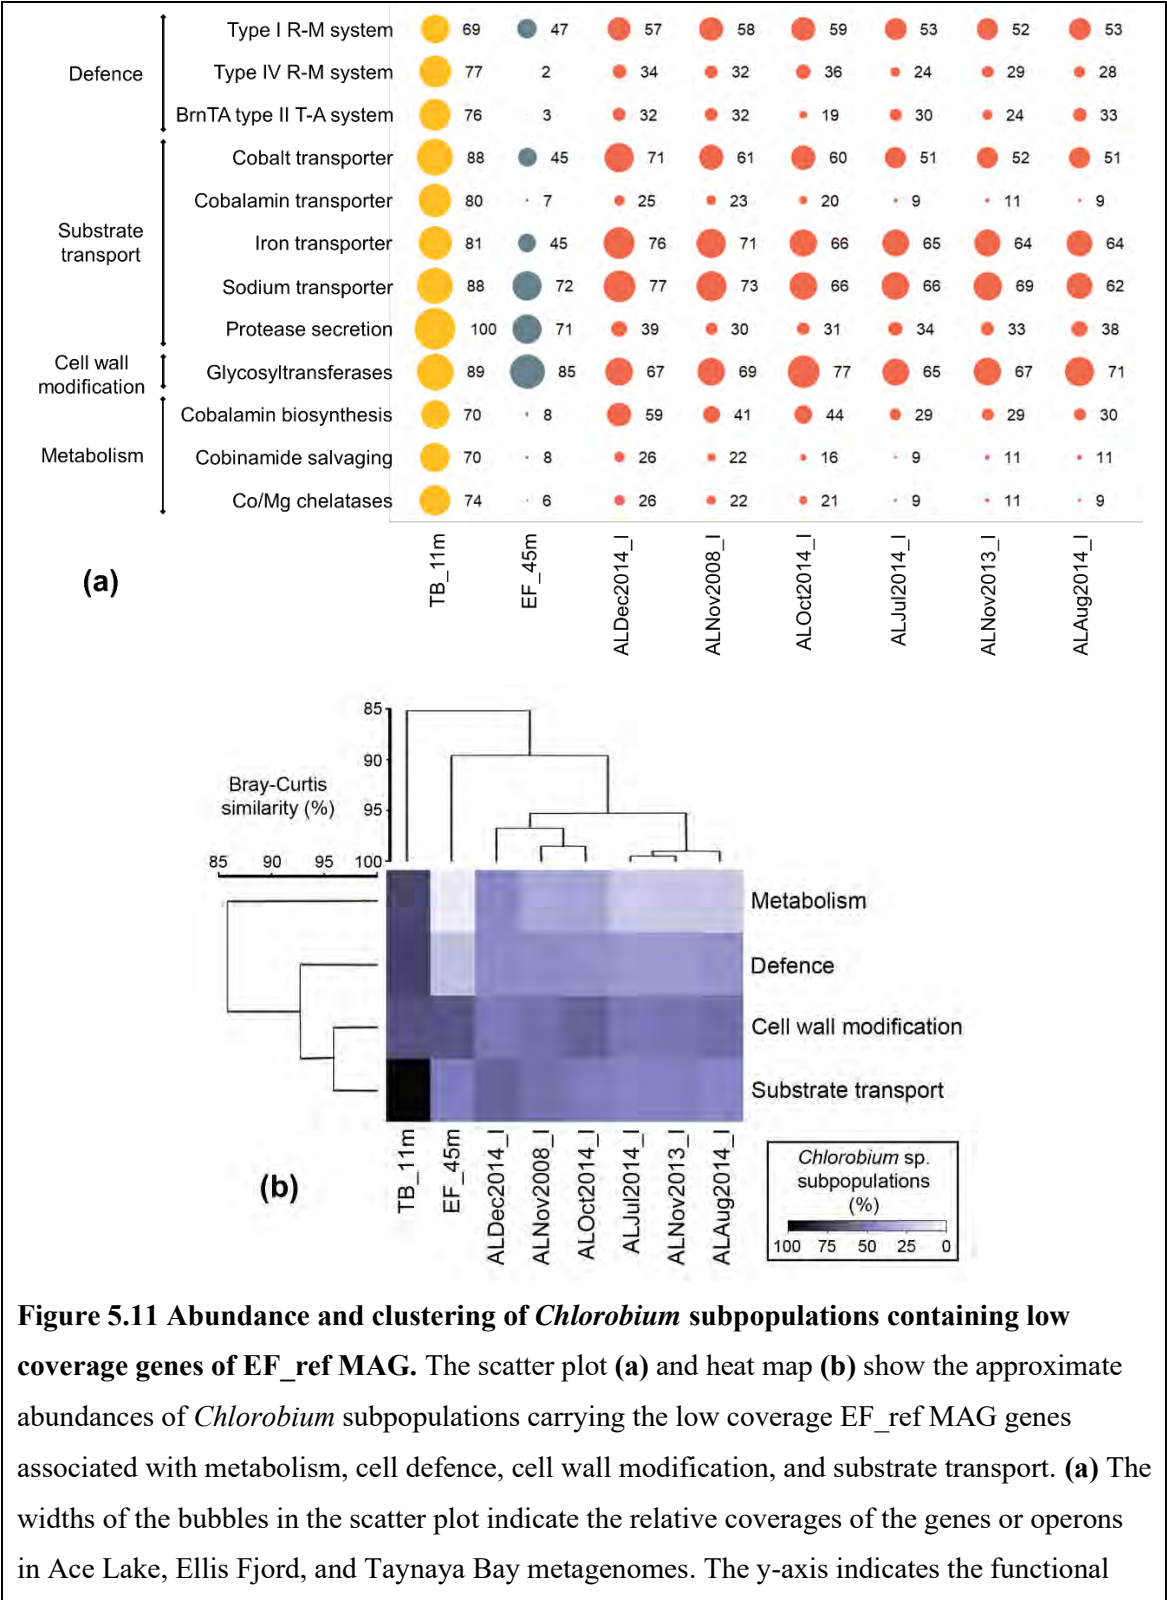 Type I R-M system 69 47 57 58 59 53 52 53
Defence
Type IV R-M system 77 2 34 32 36 24 29 28
BrnTA type II T-A system 76 3 32 32 19 30 24 33
Cobalt transporter 88 45 71 61 60 51 52 51
Cobalamin transporter 80 7 25 23 20 9 11 9
Substrate
transport
Iron transporter 81 45 76 71 66 65 64 64
Sodium transporter 88 72 77 73 66 66 69 62
Protease secretion 100 71 39 30 31 34 33 38
Cell wall
modification
Glycosyltransferases 89 85 67 69 77 65 67 71
Cobalamin biosynthesis 70 8 59 41 44 29 29 30
Metabolism
Cobinamide salvaging 70 8 26 22 16 9 11 11
Co/Mg chelatases 74 6 26 22 21 9 11 9
TB_11m
EF_45m
ALDec2014_I
ALNov2008_I
ALOct2014_I
ALJul2014_I
ALNov2013_I
ALAug2014_I
(a)
85
90
95
100
Bray-Curtis
similarity (%)
85 90 95
Metabolism
Defence
Cell wall modification
Substrate transport
TB_11m
EF_45m
ALDec2014_I
ALNov2008_I
ALOct2014_I
ALJul2014_I
ALNov2013_I
ALAug2014_I
(b)
Chlorobium sp.
subpopulations
(%)
100 75 50 25 0
Figure 5.11 Abundance and clustering of Chlorobium subpopulations containing low
coverage genes of EF_ref MAG. The scatter plot (a) and heat map (b) show the approximate
abundances of Chlorobium subpopulations carrying the low coverage EF_ref MAG genes
associated with metabolism, cell defence, cell wall modification, and substrate transport. (a) The
widths of the bubbles in the scatter plot indicate the relative coverages of the genes or operons
in Ace Lake, Ellis Fjord, and Taynaya Bay metagenomes. The y-axis indicates the functional